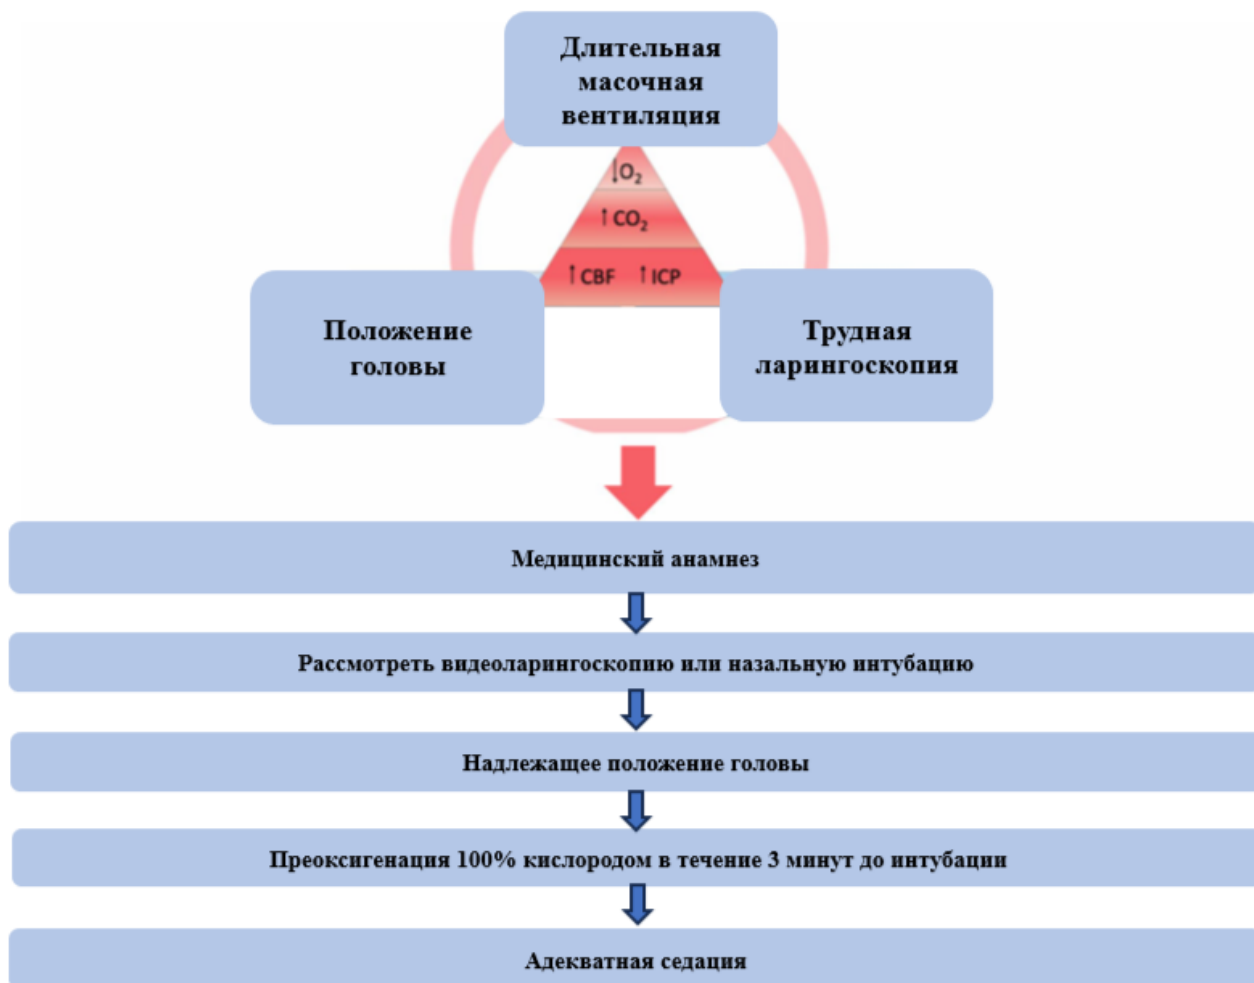 Длительная
масочная
вентиляция
↓O₂
↑CO₂
↑CBF ↑ICP
Положение
головы
Трудная
ларингоскопия
Медицинский анамнез
Рассмотреть видеоларингоскопию или назальную интубацию
Надлежащее положение головы
Преоксигенация 100% кислородом в течение 3 минут до интубации
Адекватная седация